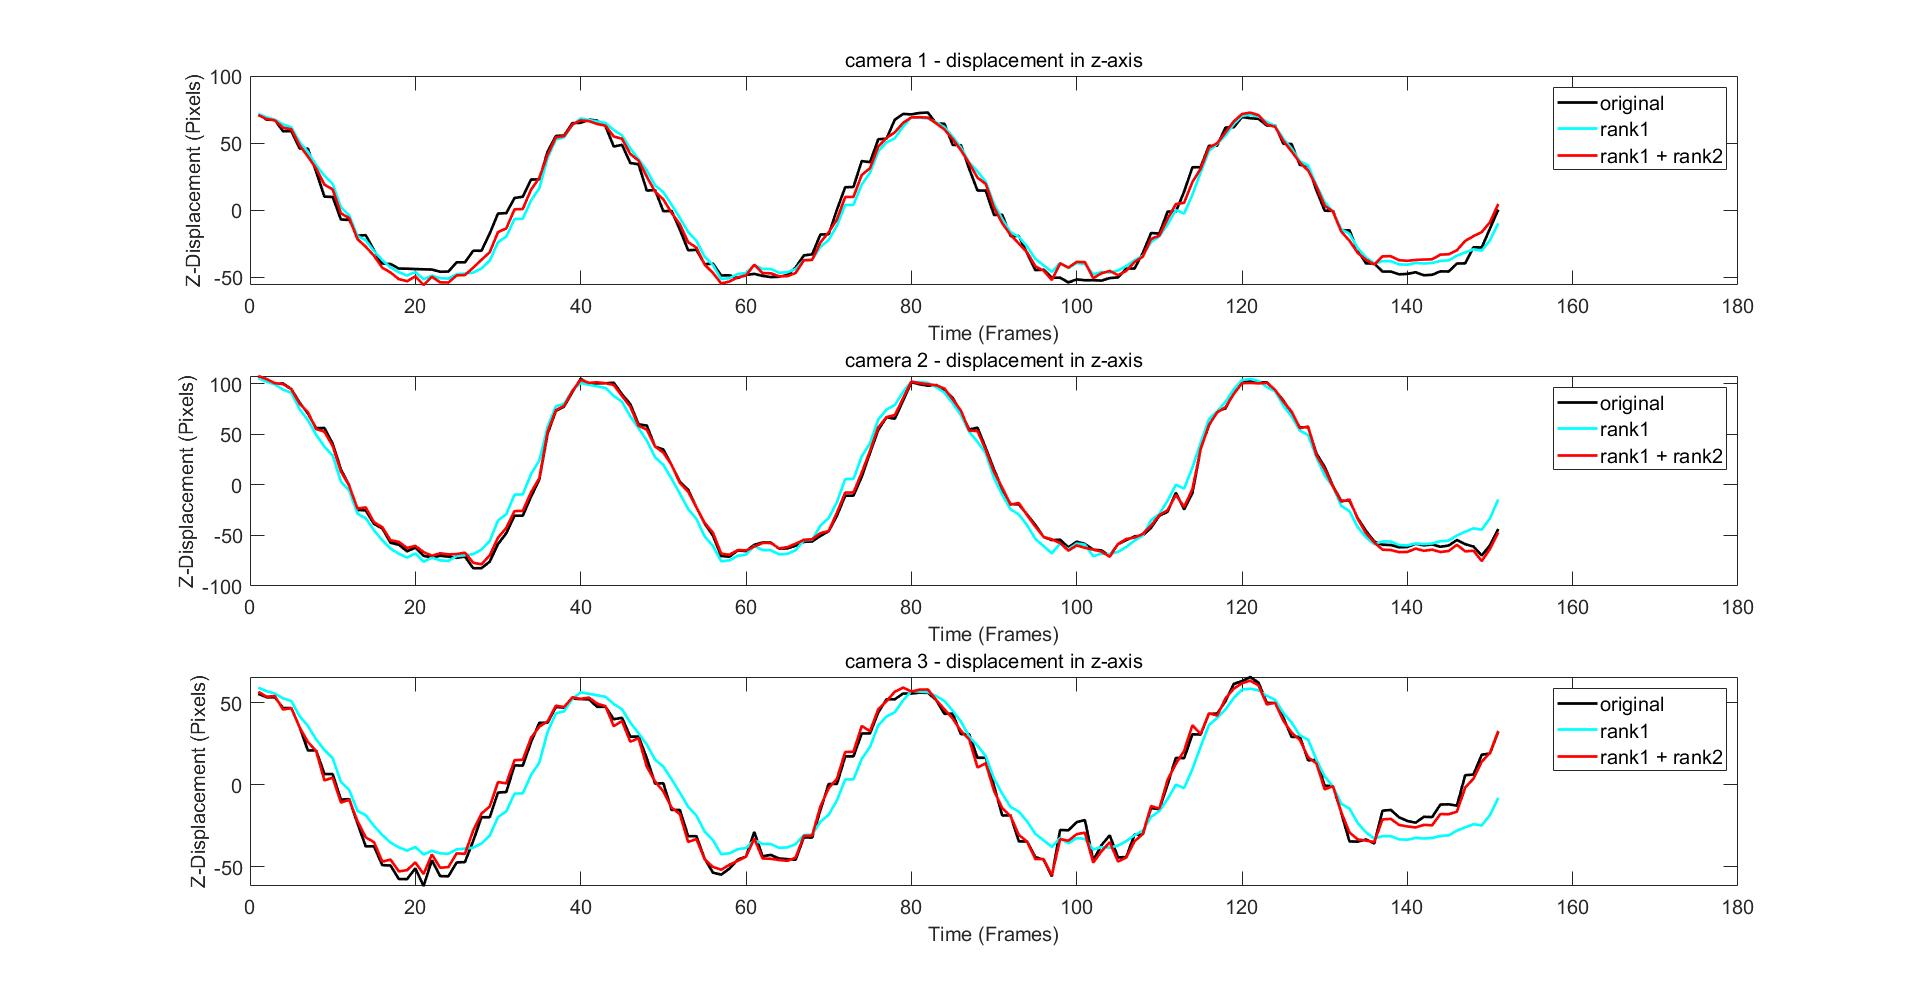 camera 1 - displacement in z-axis
Z-Displacement (Pixels)
100
50
0
-50
original
rank1
rank1 + rank2
0 20 40 60 80 100 120 140 160 180
Time (Frames)
camera 2 - displacement in z-axis
Z-Displacement (Pixels)
100
50
0
-50
-100
original
rank1
rank1 + rank2
0 20 40 60 80 100 120 140 160 180
Time (Frames)
camera 3 - displacement in z-axis
Z-Displacement (Pixels)
50
0
-50
original
rank1
rank1 + rank2
0 20 40 60 80 100 120 140 160 180
Time (Frames)